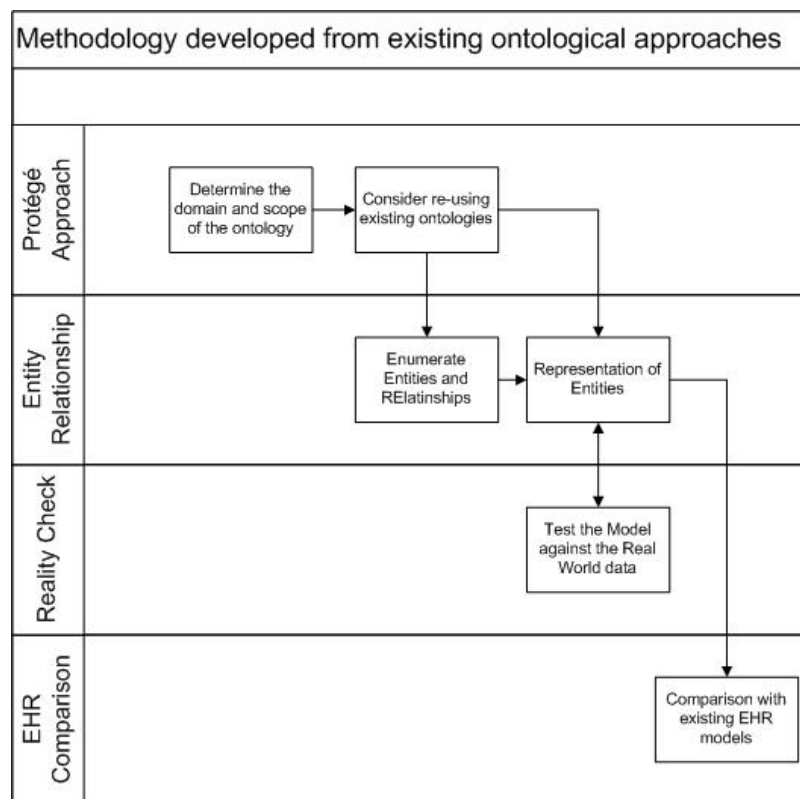 Methodology developed from existing ontological approaches
Protégé
Approach
Determine the
domain and scope
of the ontology
Consider re-using
existing ontologies
Entity
Relationship
Enumerate
Entities and
RElatinships
Representation of
Entities
Reality Check
Test the Model
against the Real
World data
EHR
Comparison
Comparison with
existing EHR
models